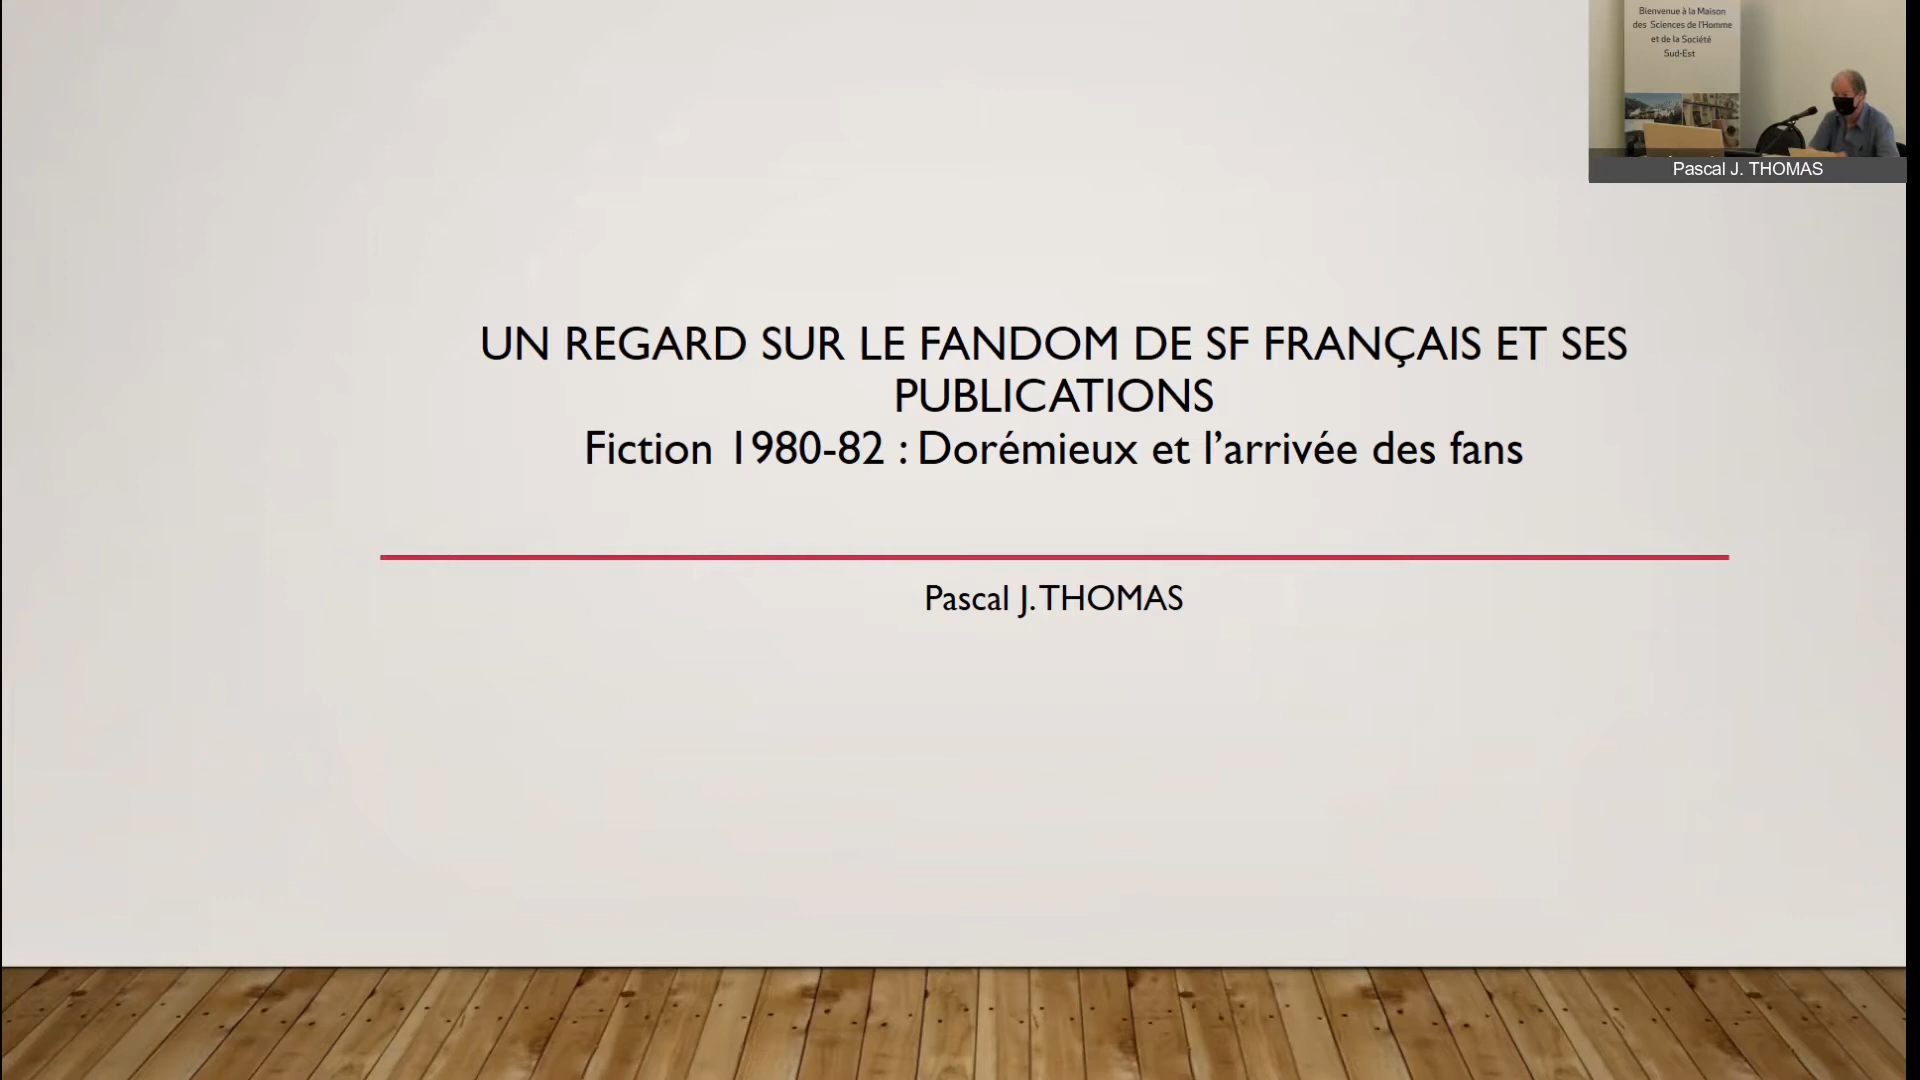 Bienvenue à la Maison
des Sciences de l'Homme
et de la Société
Sud-Est
Pascal J. THOMAS
UN REGARD SUR LE FANDOM DE SF FRANÇAIS ET SES
PUBLICATIONS
Fiction 1980-82 : Dorémieux et l’arrivée des fans
Pascal J. THOMAS